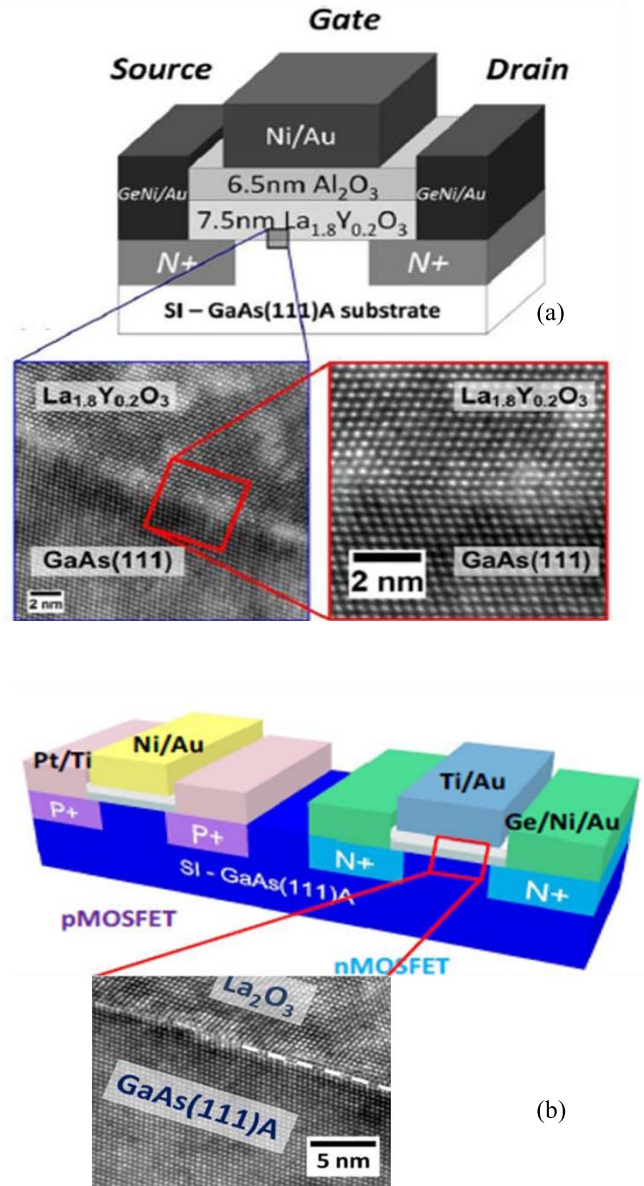 Gate
Source
Drain
Ni/Au
GeNi/Au
6.5nm Al₂O₃
GeNi/Au
7.5nm La₁.₈Y₀.₂O₃
N+
N+
SI – GaAs(111)A substrate
(a)
La₁.₈Y₀.₂O₃
La₁.₈Y₀.₂O₃
GaAs(111)
GaAs(111)
2 nm
2 nm
Pt/Ti
Ni/Au
Ti/Au
Ge/Ni/Au
P+
P+
N+
N+
SI - GaAs(111)A
pMOSFET
nMOSFET
La₂O₃
GaAs(111)A
5 nm
(b)